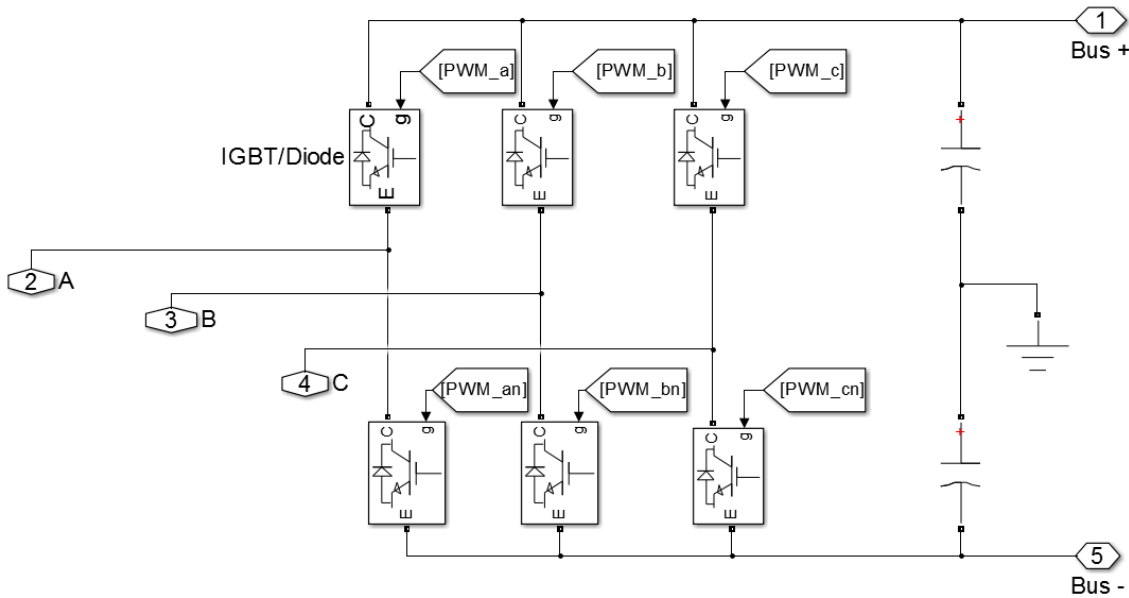 1
Bus +
[PWM_a]
[PWM_b]
[PWM_c]
C
g
C
g
C
g
IGBT/Diode
E
E
E
2
A
3
B
4
C
[PWM_an]
[PWM_bn]
[PWM_cn]
+
+
C
g
C
g
C
g
E
E
E
5
Bus -